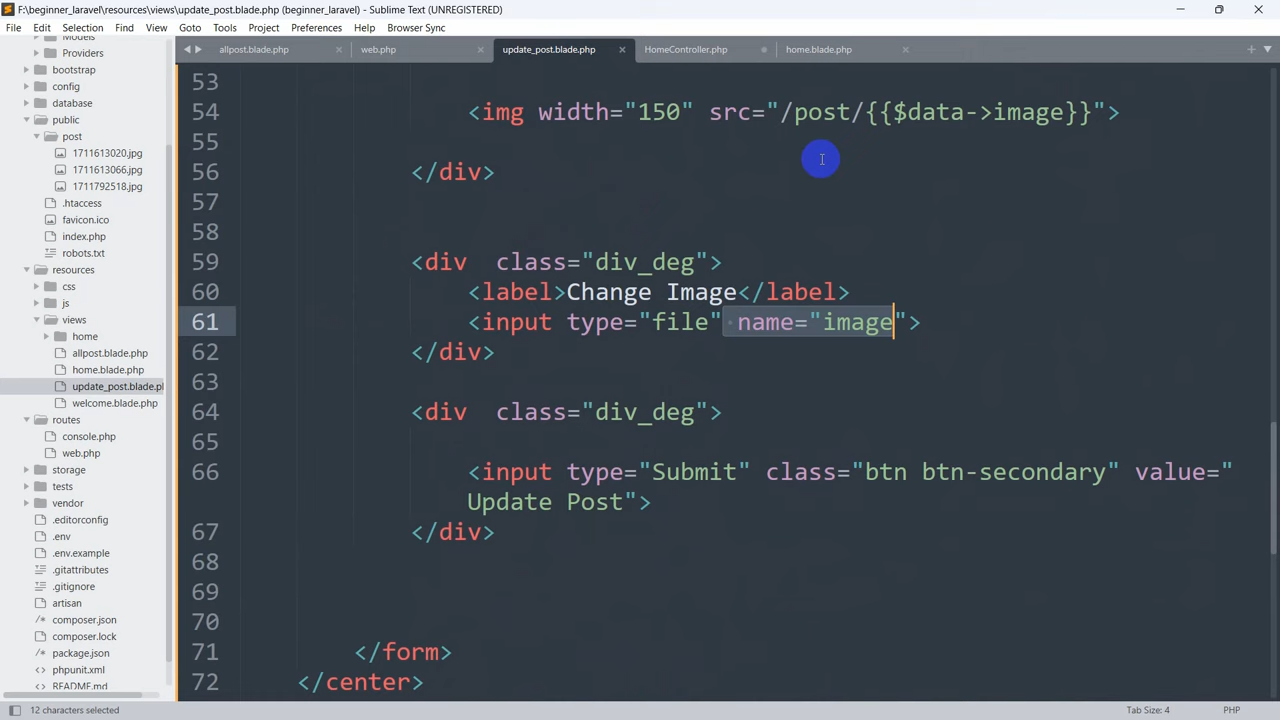 F:\beginner_laravel\resources\views\update_post.blade.php (beginner_laravel) - Sublime Text (UNREGISTERED)
File Edit Selection Find View Goto Tools Project Preferences Help Browser Sync
allpost.blade.php web.php update_post.blade.php HomeController.php home.blade.php
Models
Providers
bootstrap
config
database
public
post
1711613020.jpg
1711613066.jpg
1711792518.jpg
.htaccess
favicon.ico
index.php
robots.txt
resources
css
js
views
home
allpost.blade.php
home.blade.php
update_post.blade.pl
welcome.blade.php
routes
console.php
web.php
storage
tests
vendor
.editorconfig
.env
.env.example
.gitattributes
.gitignore
artisan
composer.json
composer.lock
package.json
phpunit.xml
README.md
53
54 <img width="150" src="/post/{{$data->image}}">
55
56 </div>
57
58
59 <div  class="div_deg">
60 <label>Change Image</label>
61 <input type="file" name="image">
62 </div>
63
64 <div  class="div_deg">
65
66 <input type="Submit" class="btn btn-secondary" value="
Update Post">
67 </div>
68
69
70
71 </form>
72 </center>
12 characters selected Tab Size: 4 PHP